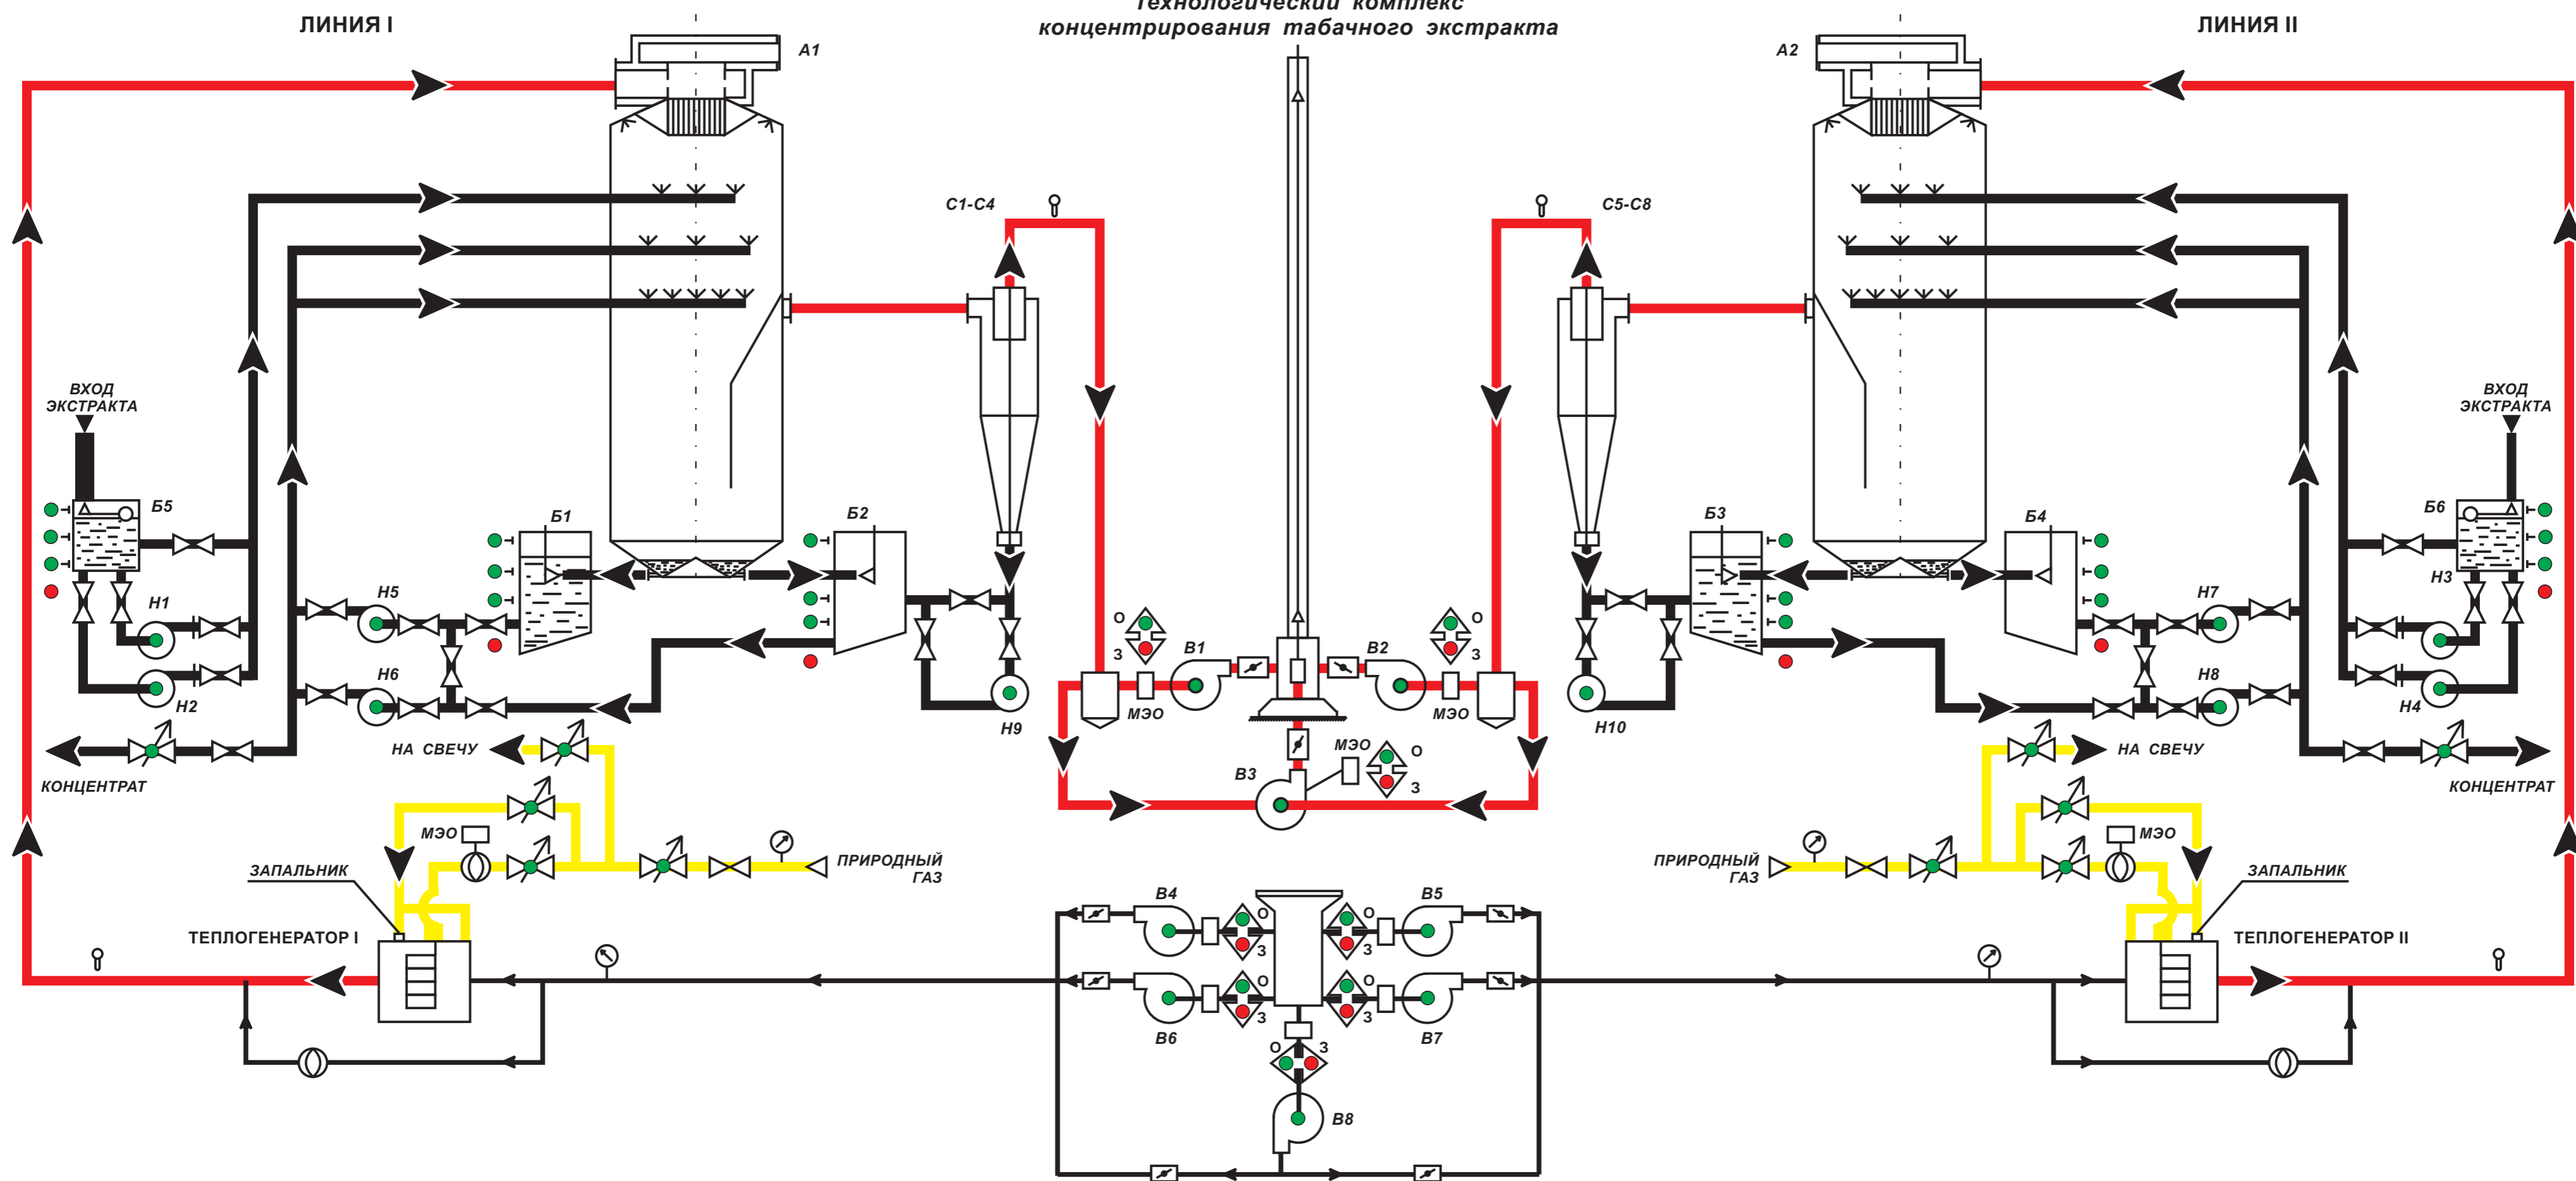 Технологический комплекс
концентрирования табачного экстракта
ЛИНИЯ I
ЛИНИЯ II
А1
А2
С1-С4
С5-С8
ВХОД
ЭКСТРАКТА
ВХОД
ЭКСТРАКТА
Б5
Б1
Б2
Б3
Б4
Б6
Н1
Н2
Н5
Н6
Н9
Н10
Н7
Н8
Н3
Н4
О
З
В1
МЭО
В2
О
З
МЭО
В3
МЭО
О
З
КОНЦЕНТРАТ
НА СВЕЧУ
НА СВЕЧУ
КОНЦЕНТРАТ
МЭО
ЗАПАЛЬНИК
ПРИРОДНЫЙ
ГАЗ
ПРИРОДНЫЙ
ГАЗ
МЭО
ЗАПАЛЬНИК
ТЕПЛОГЕНЕРАТОР I
ТЕПЛОГЕНЕРАТОР II
В4
О
З
О
З
В5
В6
О
З
О
З
В7
О
З
В8